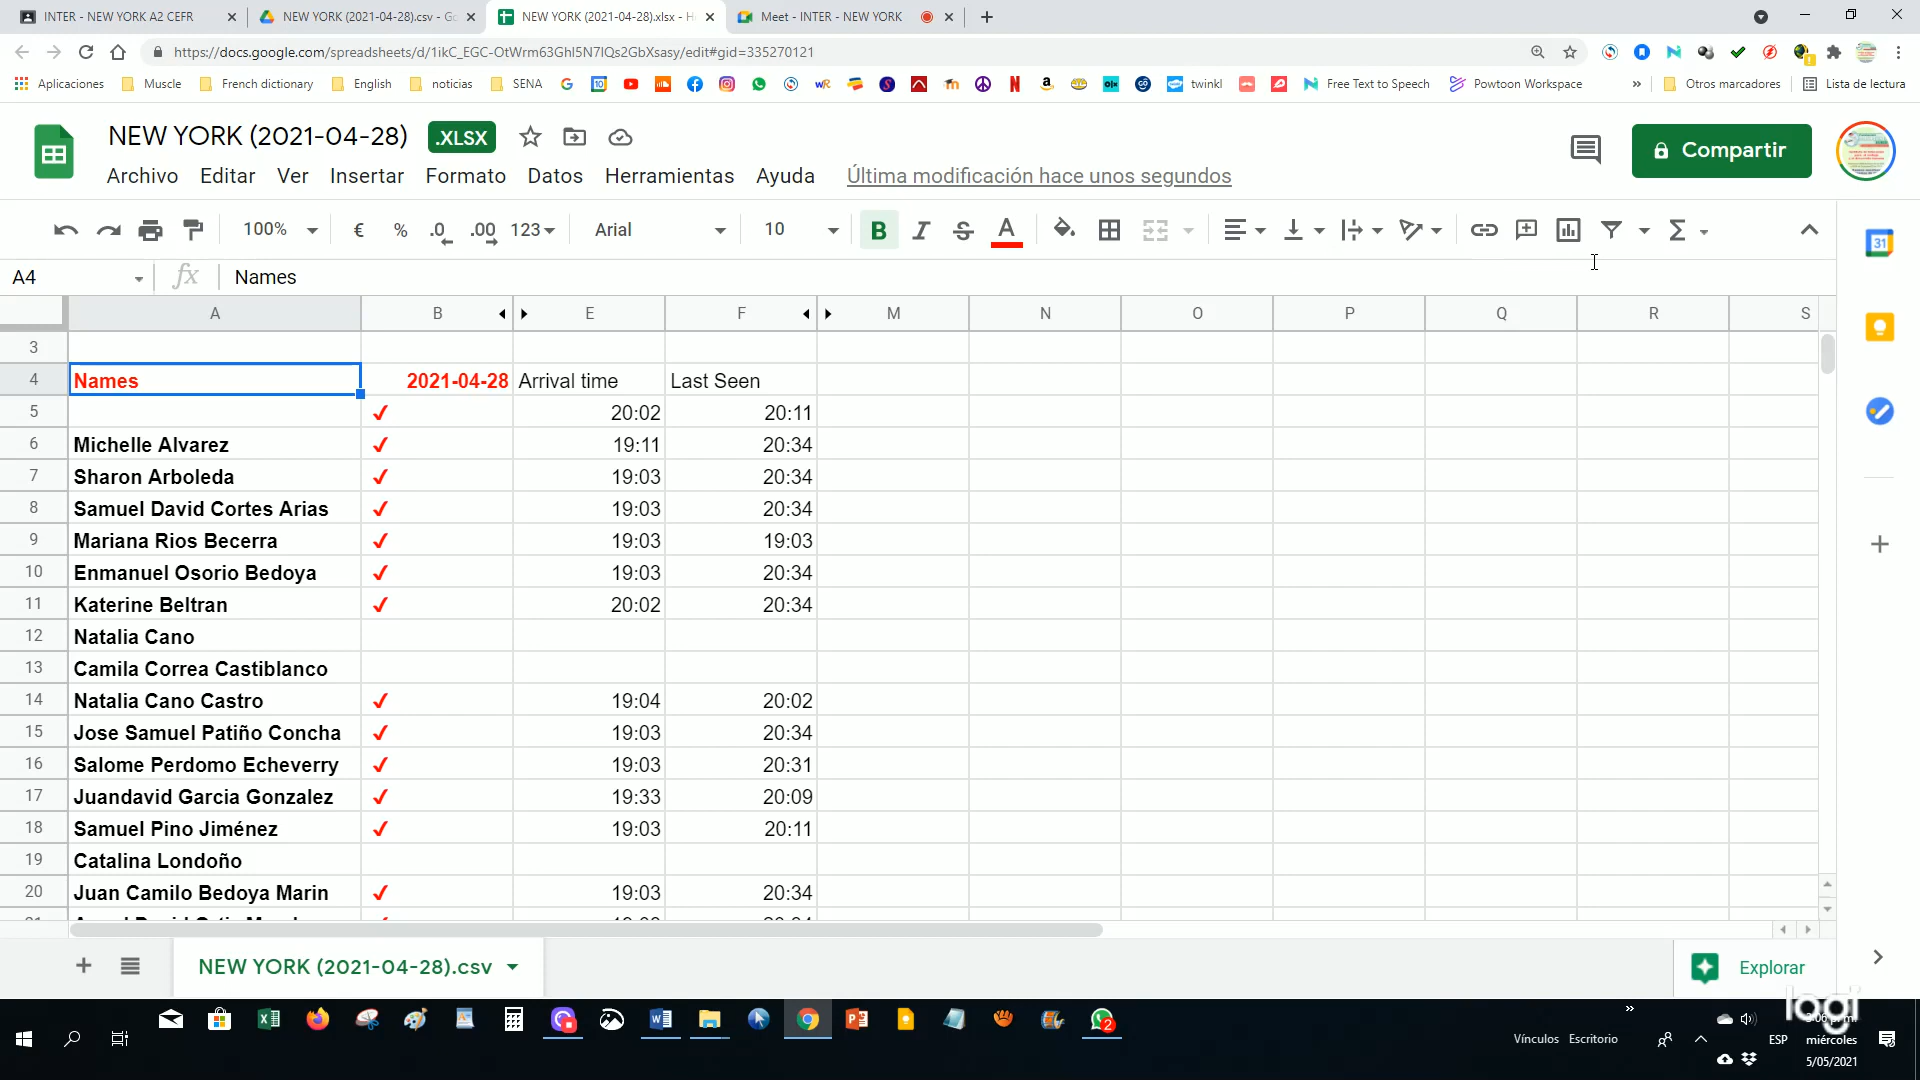 INTER - NEW YORK A2 CEFR
NEW YORK (2021-04-28).csv - Go
NEW YORK (2021-04-28).xlsx - H
Meet - INTER - NEW YORK
https://docs.google.com/spreadsheets/d/1ikC_EGC-OtWrm63GhI5N7IQs2GbXsasy/edit#gid=335270121
Aplicaciones Muscle French dictionary English noticias SENA twinkl Free Text to Speech Powtoon Workspace » Otros marcadores Lista de lectura
NEW YORK (2021-04-28) .XLSX
Compartir
Archivo Editar Ver Insertar Formato Datos Herramientas Ayuda Última modificación hace unos segundos
100% € % .0 .00 123 Arial 10 B I S A Σ
31
A4 fx Names
A B E F M N O P Q R S
3
4 Names 2021-04-28 Arrival time Last Seen
5 ✓ 20:02 20:11
6 Michelle Alvarez ✓ 19:11 20:34
7 Sharon Arboleda ✓ 19:03 20:34
8 Samuel David Cortes Arias ✓ 19:03 20:34
9 Mariana Rios Becerra ✓ 19:03 19:03
10 Enmanuel Osorio Bedoya ✓ 19:03 20:34
11 Katerine Beltran ✓ 20:02 20:34
12 Natalia Cano
13 Camila Correa Castiblanco
14 Natalia Cano Castro ✓ 19:04 20:02
15 Jose Samuel Patiño Concha ✓ 19:03 20:34
16 Salome Perdomo Echeverry ✓ 19:03 20:31
17 Juandavid Garcia Gonzalez ✓ 19:33 20:09
18 Samuel Pino Jiménez ✓ 19:03 20:11
19 Catalina Londoño
20 Juan Camilo Bedoya Marin ✓ 19:03 20:34
NEW YORK (2021-04-28).csv
Explorar
logi
Vínculos Escritorio
ESP
miércoles
5/05/2021
2